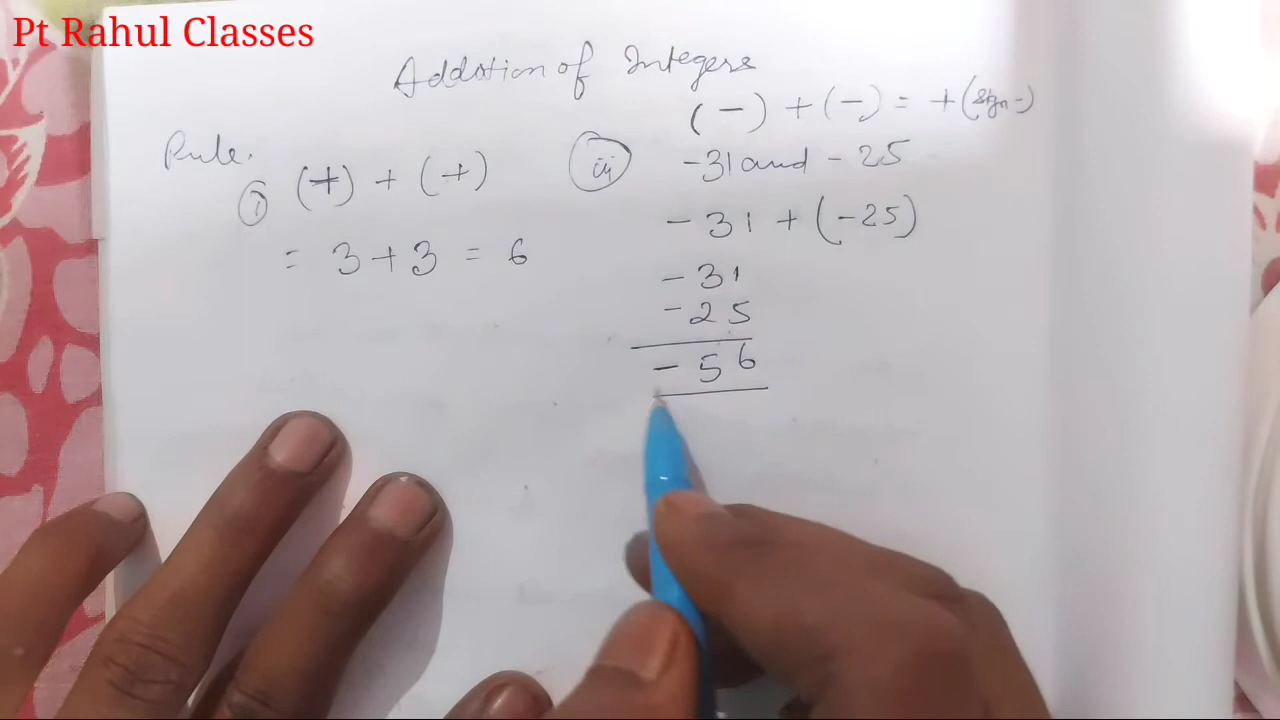 Pt Rahul Classes
Addition of Integers
Rule.
(i) (+) + (+)
= 3 + 3 = 6
(-) + (-) = + (sign -)
(ii) -31 and -25
-31 + (-25)
-31
-25
-56